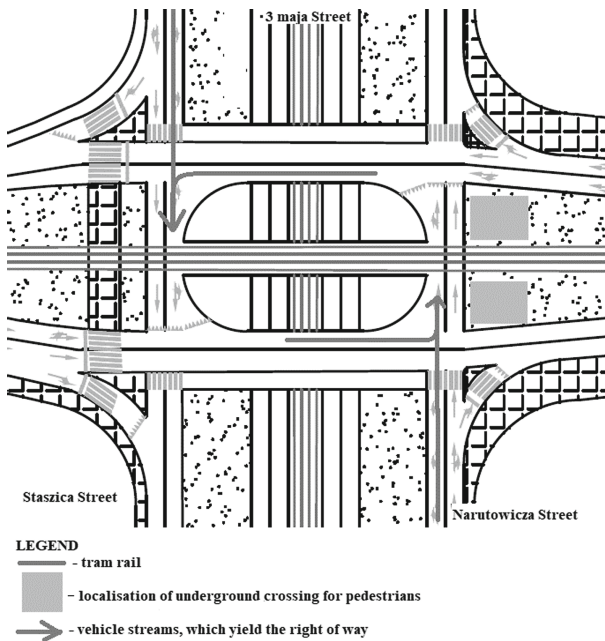 3 maja Street
Staszica Street
Narutowicza Street
LEGEND
- tram rail
- localisation of underground crossing for pedestrians
- vehicle streams, which yield the right of way